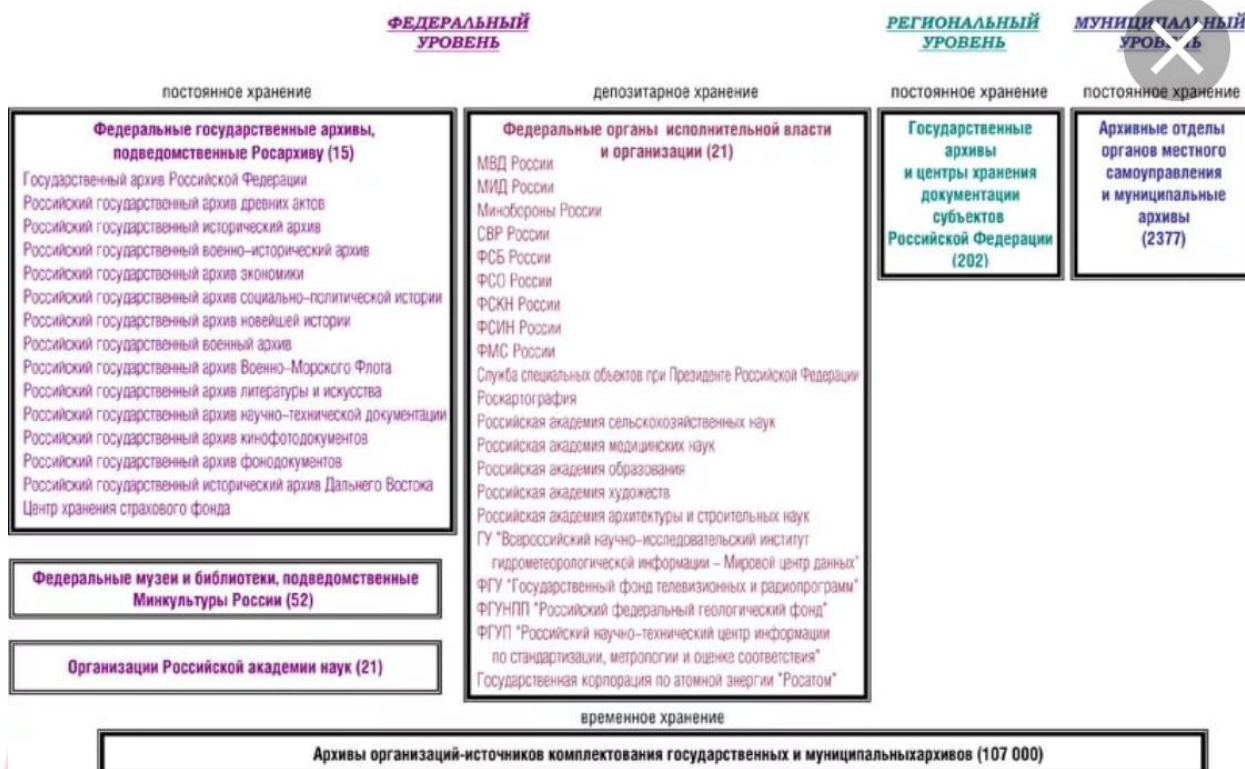 ФЕДЕРАЛЬНЫЙ
УРОВЕНЬ
РЕГИОНАЛЬНЫЙ
УРОВЕНЬ
МУНИЦИПАЛЬНЫЙ
УРОВЕНЬ
постоянное хранение
Федеральные государственные архивы,
подведомственные Росархиву (15)
Государственный архив Российской Федерации
Российский государственный архив древних актов
Российский государственный исторический архив
Российский государственный военно–исторический архив
Российский государственный архив экономики
Российский государственный архив социально–политической истории
Российский государственный архив новейшей истории
Российский государственный военный архив
Российский государственный архив Военно–Морского Флота
Российский государственный архив литературы и искусства
Российский государственный архив научно–технической документации
Российский государственный архив кинофотодокументов
Российский государственный архив фонодокументов
Российский государственный исторический архив Дальнего Востока
Центр хранения страхового фонда
Федеральные музеи и библиотеки, подведомственные
Минкультуры России (52)
Организации Российской академии наук (21)
депозитарное хранение
Федеральные органы исполнительной власти
и организации (21)
МВД России
МИД России
Минобороны России
СВР России
ФСБ России
ФСО России
ФСКН России
ФСИН России
ФМС России
Служба специальных объектов при Президенте Российской Федерации
Роскартография
Российская академия сельскохозяйственных наук
Российская академия медицинских наук
Российская академия образования
Российская академия художеств
Российская академия архитектуры и строительных наук
ГУ "Всероссийский научно–исследовательский институт
гидрометеорологической информации – Мировой центр данных"
ФГУ "Государственный фонд телевизионных и радиопрограмм"
ФГУНПП "Российский федеральный геологический фонд"
ФГУП "Российский научно–технический центр информации
по стандартизации, метрологии и оценке соответствия"
Государственная корпорация по атомной энергии "Росатом"
постоянное хранение
Государственные
архивы
и центры хранения
документации
субъектов
Российской Федерации
(202)
постоянное хранение
Архивные отделы
органов местного
самоуправления
и муниципальные
архивы
(2377)
временное хранение
Архивы организаций-источников комплектования государственных и муниципальныхархивов (107 000)